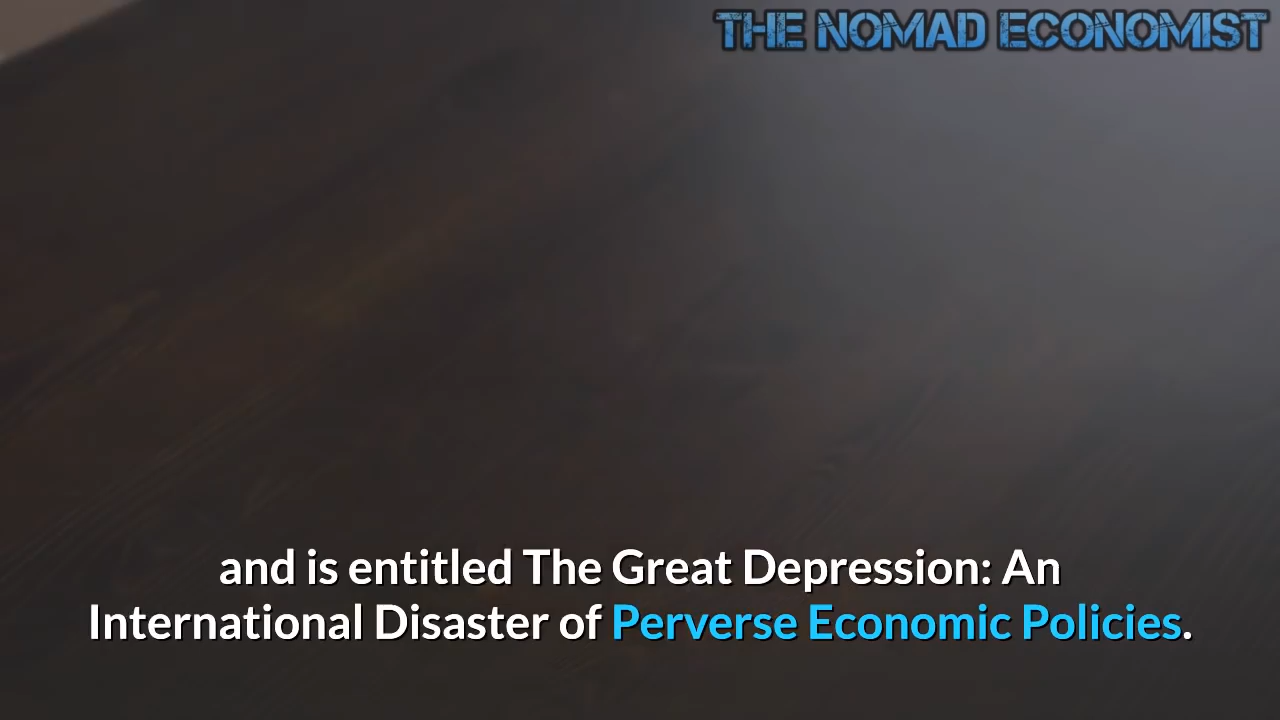 THE NOMAD ECONOMIST
and is entitled The Great Depression: An
International Disaster of Perverse Economic Policies.